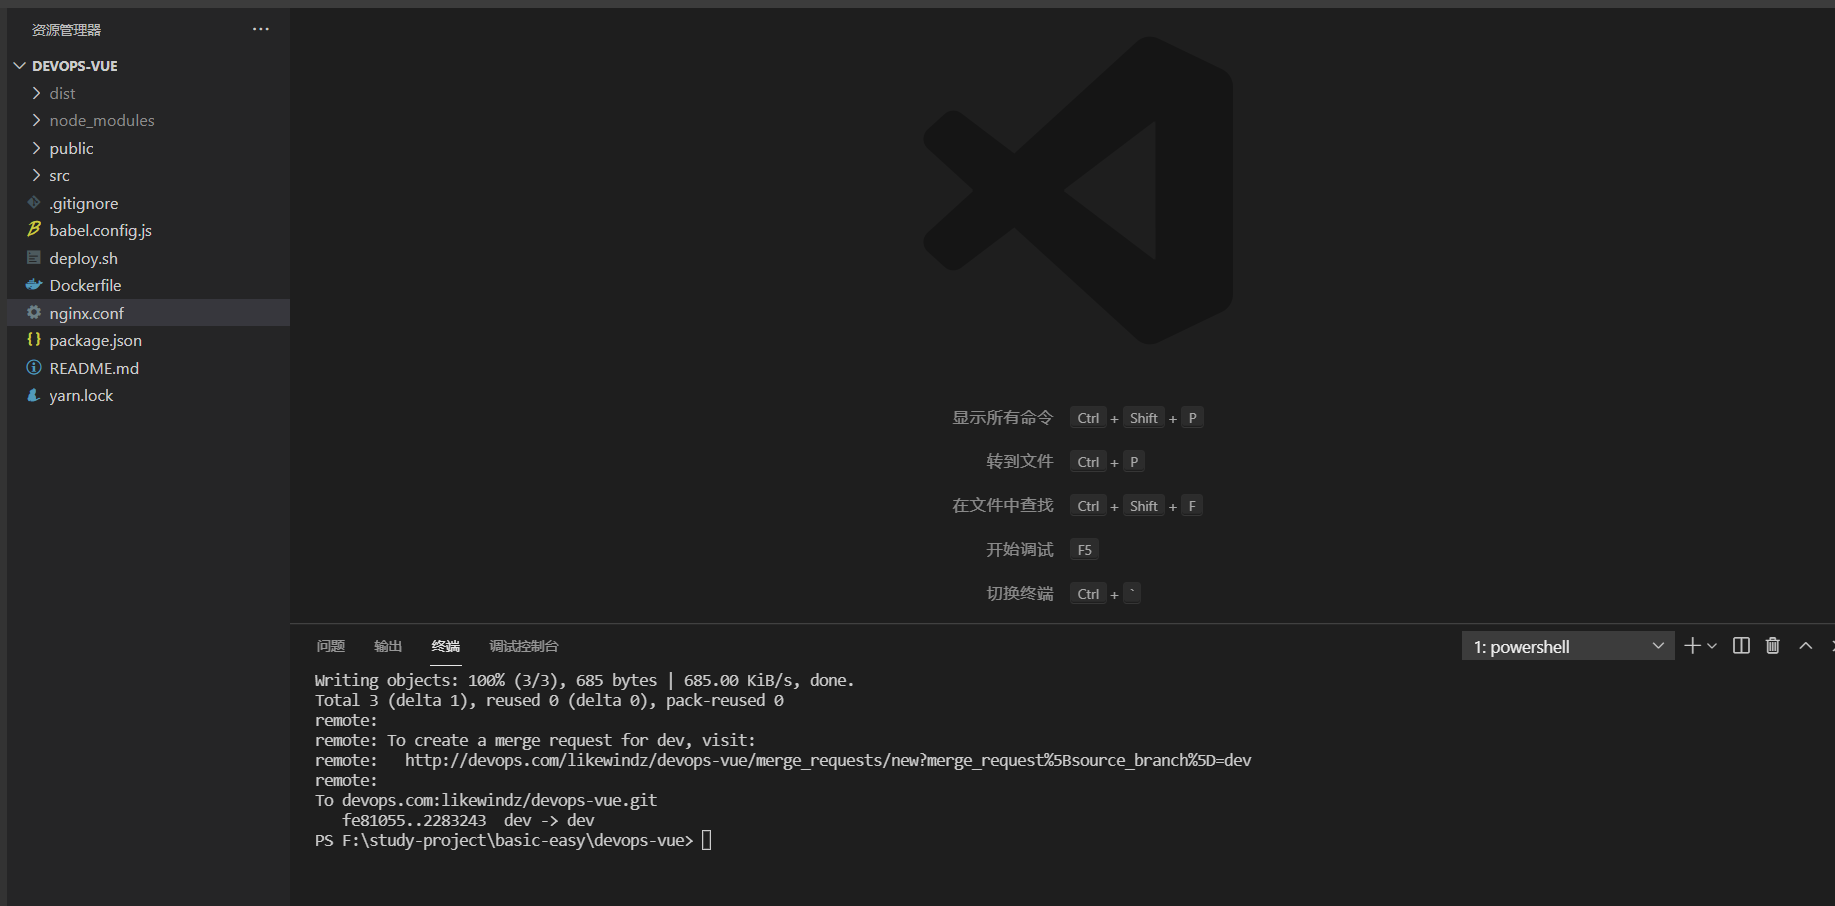 资源管理器
DEVOPS-VUE
dist
node_modules
public
src
.gitignore
babel.config.js
deploy.sh
Dockerfile
nginx.conf
package.json
README.md
yarn.lock
显示所有命令 Ctrl + Shift + P
转到文件 Ctrl + P
在文件中查找 Ctrl + Shift + F
开始调试 F5
切换终端 Ctrl + `
问题 输出 终端 调试控制台 1: powershell
Writing objects: 100% (3/3), 685 bytes | 685.00 KiB/s, done.
Total 3 (delta 1), reused 0 (delta 0), pack-reused 0
remote:
remote: To create a merge request for dev, visit:
remote:   http://devops.com/likewindz/devops-vue/merge_requests/new?merge_request%5Bsource_branch%5D=dev
remote:
To devops.com:likewindz/devops-vue.git
   fe81055..2283243  dev -> dev
PS F:\study-project\basic-easy\devops-vue>